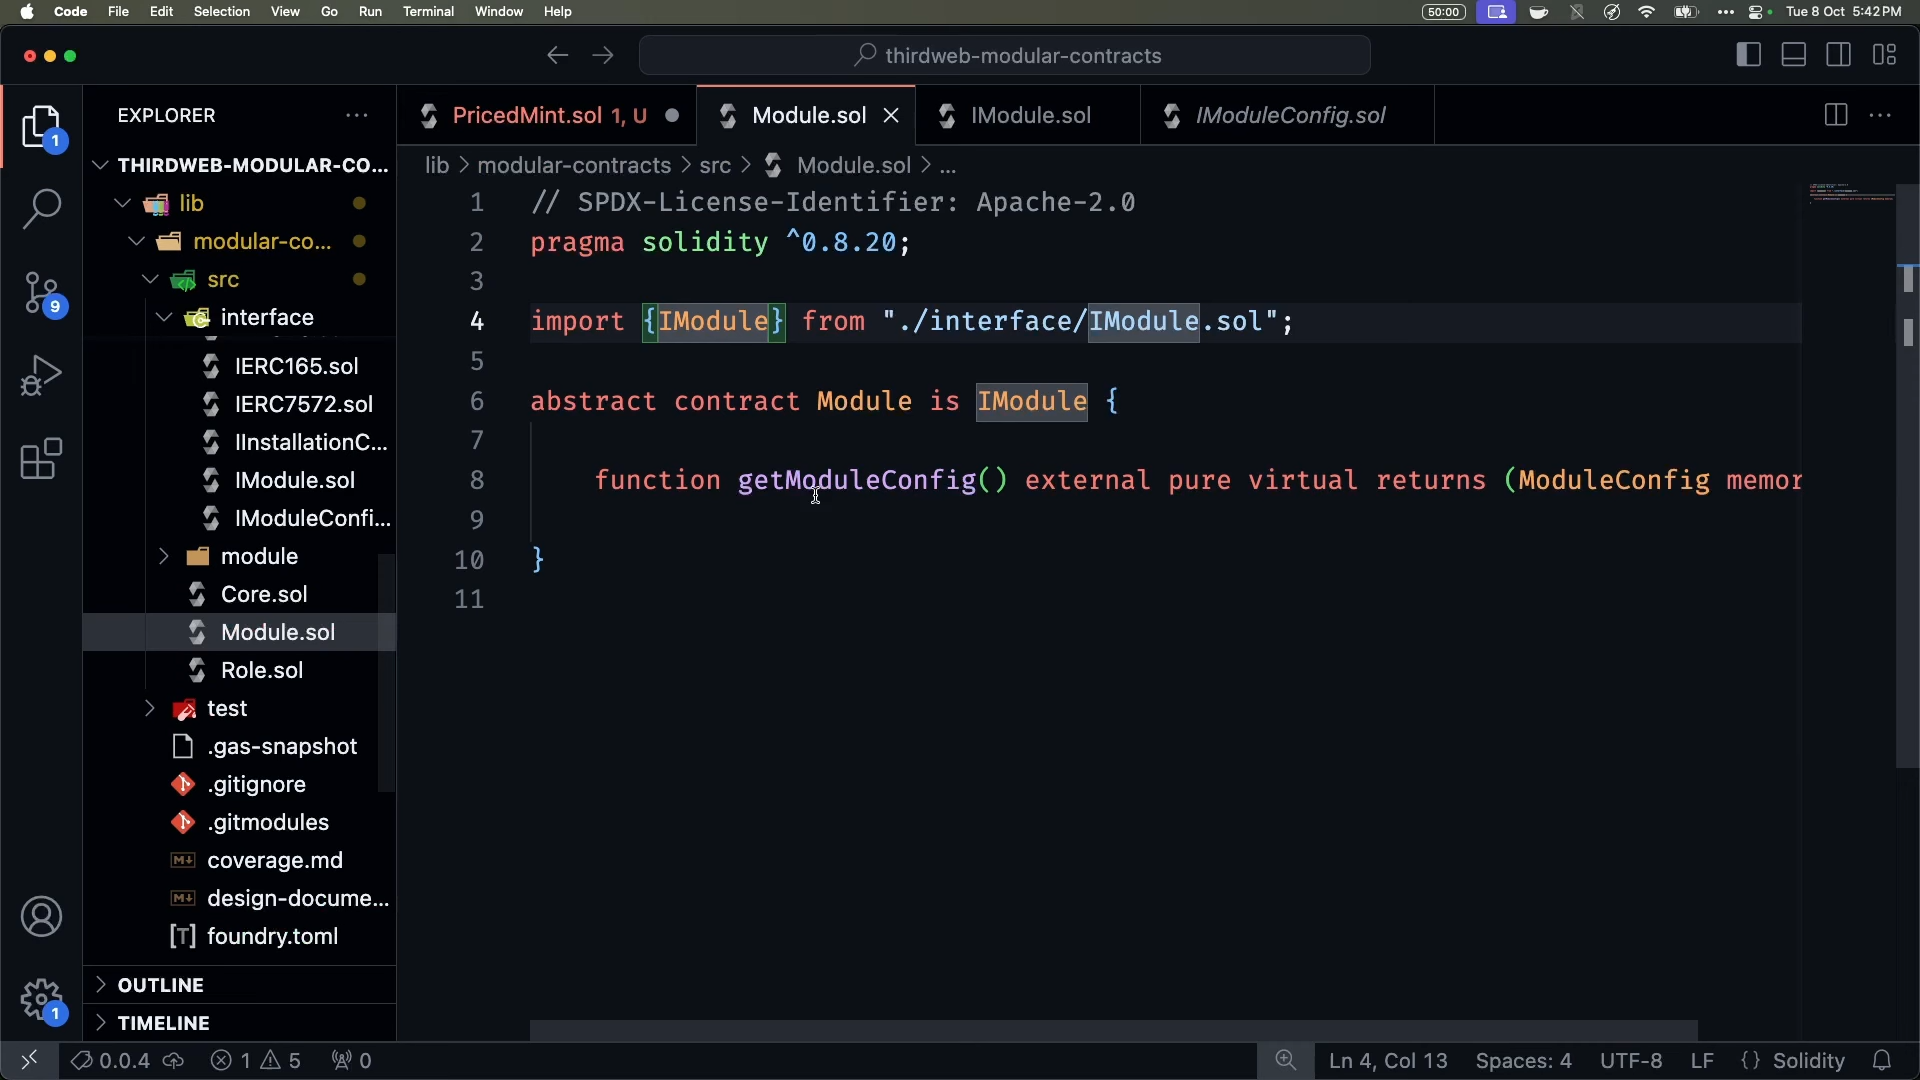 Code File Edit Selection View Go Run Terminal Window Help 50:00 Tue 8 Oct 5:42 PM
thirdweb-modular-contracts
EXPLORER
PricedMint.sol 1, U Module.sol IModule.sol IModuleConfig.sol
THIRDWEB-MODULAR-CO...
lib > modular-contracts > src > Module.sol > ...
lib
modular-co...
src
interface
IERC165.sol
IERC7572.sol
IInstallationC...
IModule.sol
IModuleConfi...
module
Core.sol
Module.sol
Role.sol
test
.gas-snapshot
.gitignore
.gitmodules
coverage.md
design-docume...
foundry.toml
OUTLINE
TIMELINE
1 // SPDX-License-Identifier: Apache-2.0
2 pragma solidity ^0.8.20;
3
4 import {IModule} from "./interface/IModule.sol";
5
6 abstract contract Module is IModule {
7
8 function getModuleConfig() external pure virtual returns (ModuleConfig memor
9
10 }
11
1
9
1
0.0.4 1 5 0 Ln 4, Col 13 Spaces: 4 UTF-8 LF {} Solidity